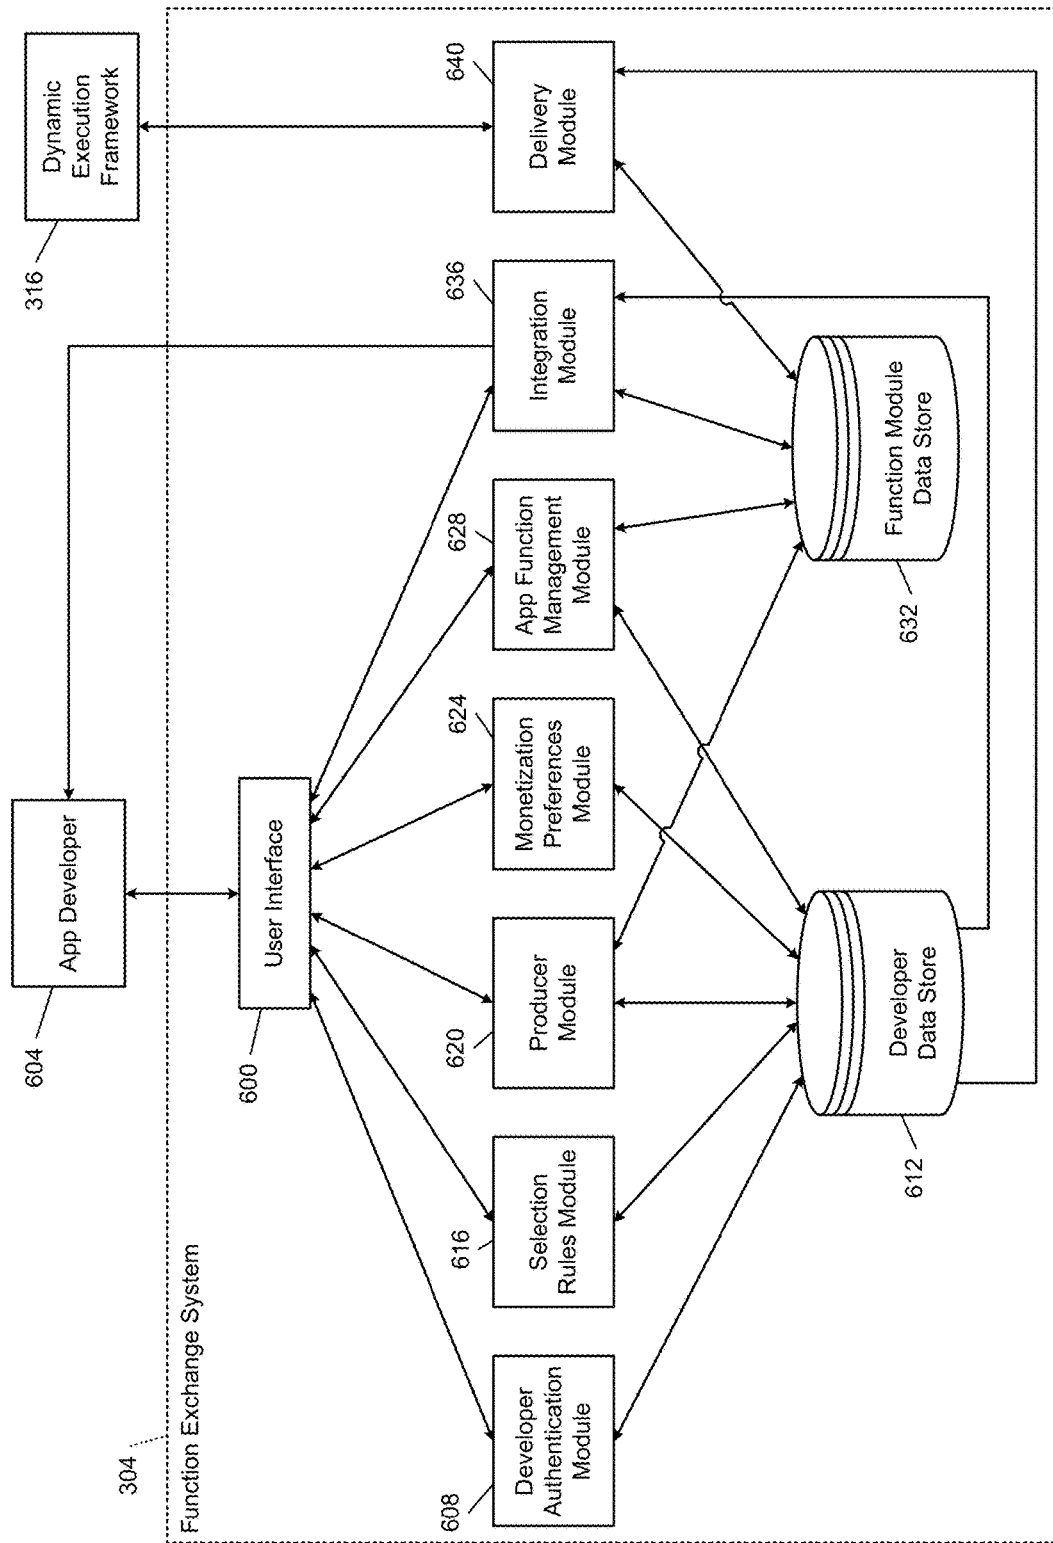 304
Function Exchange System
604
App Developer
316
Dynamic
Execution
Framework
600
User Interface
608
Developer
Authentication
Module
616
Selection
Rules Module
620
Producer
Module
624
Monetization
Preferences
Module
628
App Function
Management
Module
636
Integration
Module
640
Delivery
Module
612
Developer
Data Store
632
Function Module
Data Store